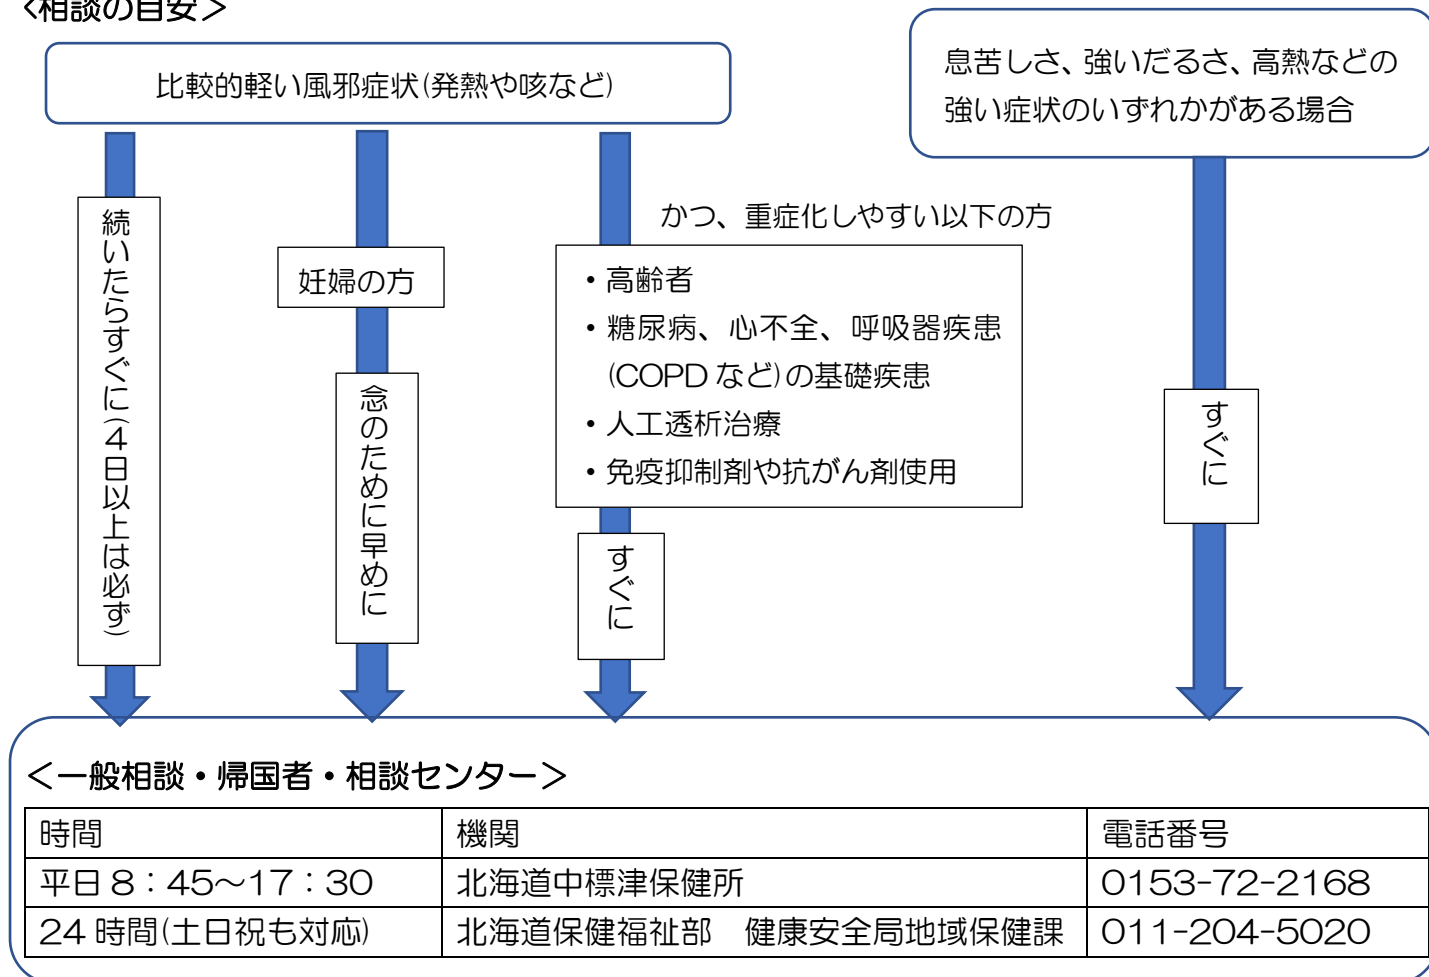 <相談の目安＞
比較的軽い風邪症状(発熱や咳など)
息苦しさ、強いだるさ、高熱などの
強い症状のいずれかがある場合
続いたらすぐに(4日以上は必ず)
妊婦の方
念のために早めに
かつ、重症化しやすい以下の方
・高齢者
・糖尿病、心不全、呼吸器疾患
(COPD など)の基礎疾患
・人工透析治療
・免疫抑制剤や抗がん剤使用
すぐに
すぐに
＜一般相談・帰国者・相談センター＞
時間 機関 電話番号
平日 8：45～17：30 北海道中標津保健所 0153-72-2168
24 時間(土日祝も対応) 北海道保健福祉部　健康安全局地域保健課 011-204-5020